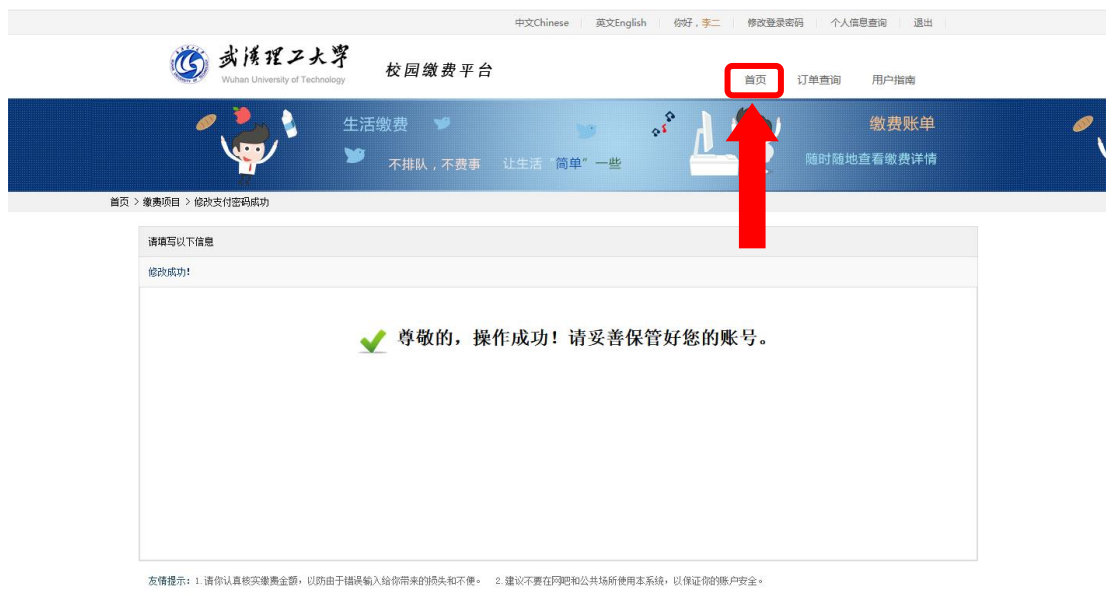 中文Chinese 英文English 你好，李二 修改登录密码 个人信息查询 退出
武汉理工大学
Wuhan University of Technology
校园缴费平台
首页 订单查询 用户指南
生活缴费
不排队，不费事 让生活“简单”一些
缴费账单
随时随地查看缴费详情
首页 > 缴费项目 > 修改支付密码成功
请填写以下信息
修改成功!
尊敬的，操作成功！请妥善保管好您的账号。
友情提示：1.请你认真核实缴费金额，以防由于错误输入给你带来的损失和不便。 2.建议不要在网吧和公共场所使用本系统，以保证你的账户安全。